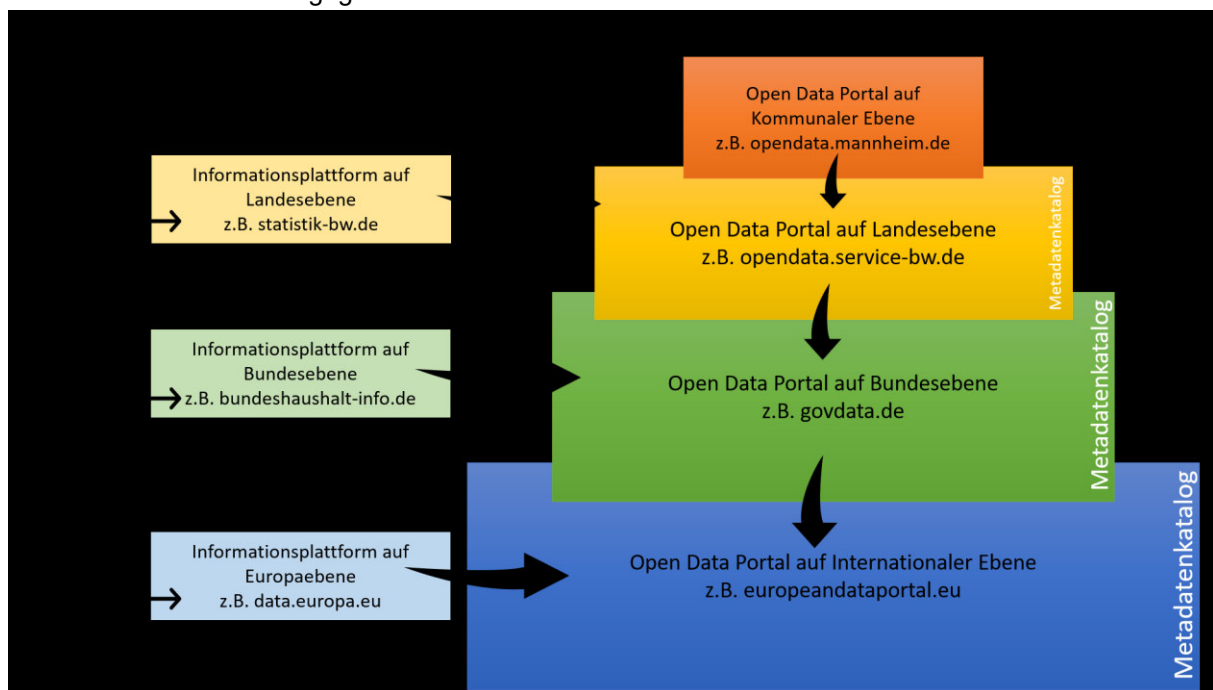 Open Data Portal auf
Kommunaler Ebene
z.B. opendata.mannheim.de
Informationsplattform auf
Landesebene
z.B. statistik-bw.de
Open Data Portal auf Landesebene
z.B. opendata.service-bw.de
Metadatenkatalog
Informationsplattform auf
Bundesebene
z.B. bundeshaushalt-info.de
Open Data Portal auf Bundesebene
z.B. govdata.de
Metadatenkatalog
Informationsplattform auf
Europaebene
z.B. data.europa.eu
Open Data Portal auf Internationaler Ebene
z.B. europeandataportal.eu
Metadatenkatalog